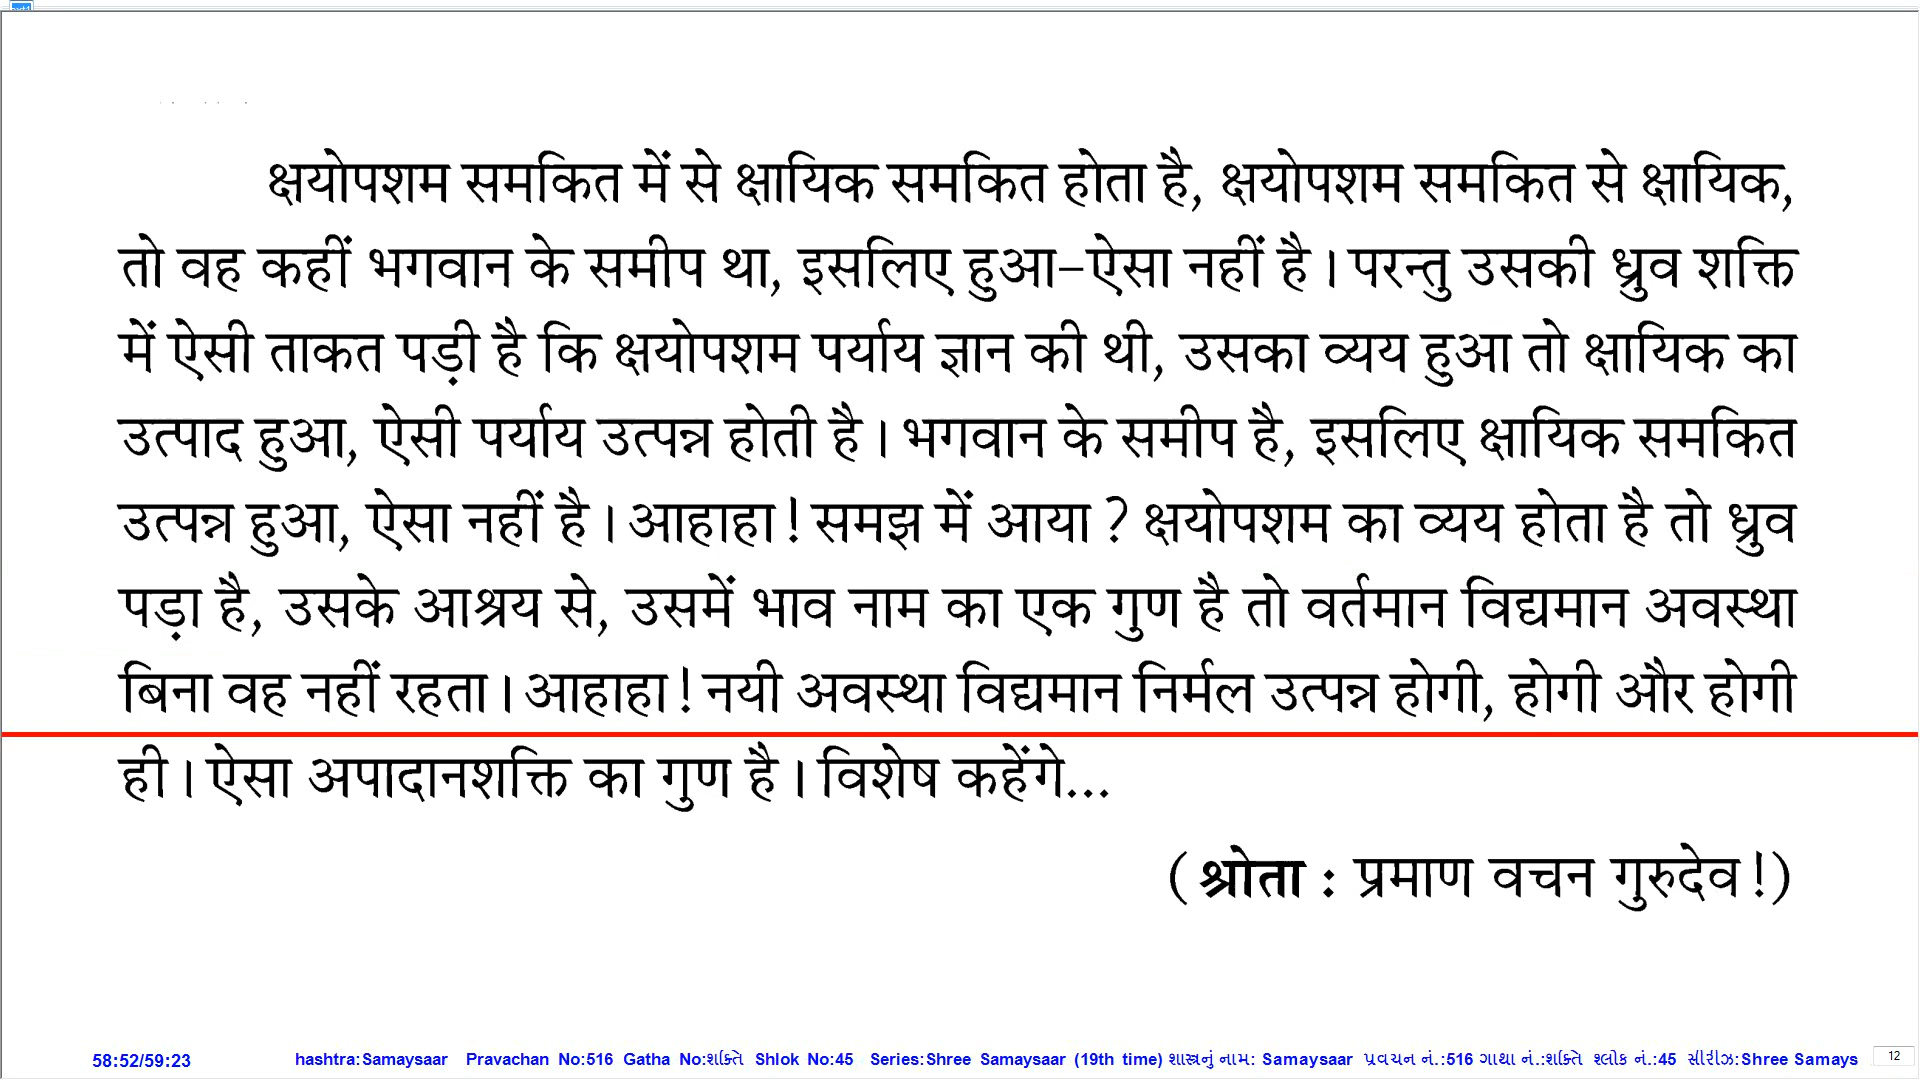 क्षयोपशम समकित में से क्षायिक समकित होता है, क्षयोपशम समकित से क्षायिक,
तो वह कहीं भगवान के समीप था, इसलिए हुआ–ऐसा नहीं है। परन्तु उसकी ध्रुव शक्ति
में ऐसी ताकत पड़ी है कि क्षयोपशम पर्याय ज्ञान की थी, उसका व्यय हुआ तो क्षायिक का
उत्पाद हुआ, ऐसी पर्याय उत्पन्न होती है। भगवान के समीप है, इसलिए क्षायिक समकित
उत्पन्न हुआ, ऐसा नहीं है। आहाहा! समझ में आया? क्षयोपशम का व्यय होता है तो ध्रुव
पड़ा है, उसके आश्रय से, उसमें भाव नाम का एक गुण है तो वर्तमान विद्यमान अवस्था
बिना वह नहीं रहता। आहाहा! नयी अवस्था विद्यमान निर्मल उत्पन्न होगी, होगी और होगी
ही। ऐसा अपादानशक्ति का गुण है। विशेष कहेंगे...
(श्रोता : प्रमाण वचन गुरुदेव!)
58:52/59:23 hashtra:Samaysaar Pravachan No:516 Gatha No:શક્તિ Shlok No:45 Series:Shree Samaysaar (19th time) શાસ્ત્રનું નામ: Samaysaar પ્રવચન નં.:516 ગાથા નં.:શક્તિ શ્લોક નં.:45 સીરીઝ:Shree Samays 12